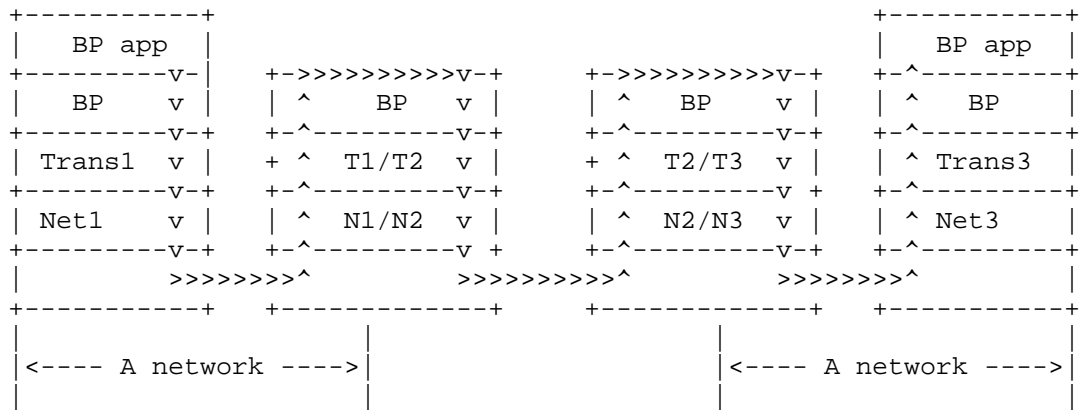 +-----------+                                         +-----------+
|   BP app  |                                         |   BP app  |
+---------v-|   +->>>>>>>>>>v-+     +->>>>>>>>>>v-+   +-^---------+
|   BP    v |   | ^    BP   v |     | ^   BP    v |   | ^   BP    |
+---------v-+   +-^---------v-+     +-^---------v-+   +-^---------+
| Trans1  v |   + ^  T1/T2  v |     + ^  T2/T3  v |   | ^ Trans3  |
+---------v-+   +-^---------v-+     +-^---------v +   +-^---------+
| Net1    v |   | ^  N1/N2  v |     | ^  N2/N3  v |   | ^ Net3    |
+---------v-+   +-^---------v +     +-^---------v-+   +-^---------+
|         >>>>>>>>^         >>>>>>>>>>^         >>>>>>>>^         |
+-----------+   +-------------+     +-------------+   +-----------+
|                     |                     |                     |
|<---- A network ---->|                     |<---- A network ---->|
|                     |                     |                     |